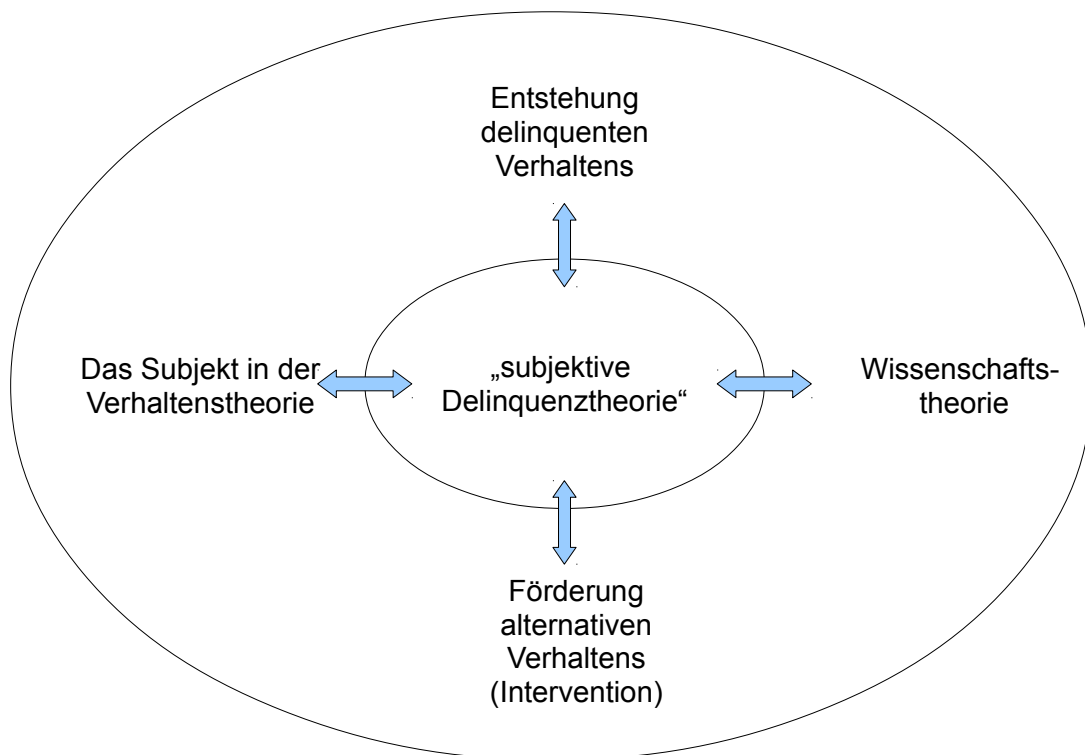 Entstehung
delinquenten
Verhaltens
Das Subjekt in der
Verhaltenstheorie
„subjektive
Delinquenztheorie“
Wissenschafts-
theorie
Förderung
alternativen
Verhaltens
(Intervention)